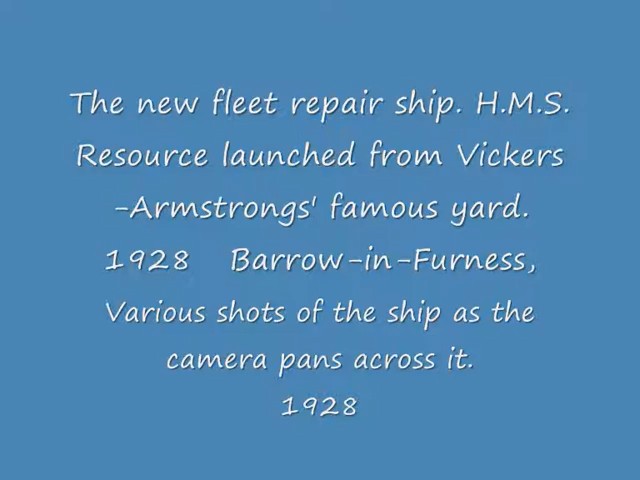 The new fleet repair ship. H.M.S.
Resource launched from Vickers
-Armstrongs' famous yard.
1928 Barrow-in-Furness,
Various shots of the ship as the
camera pans across it.
1928